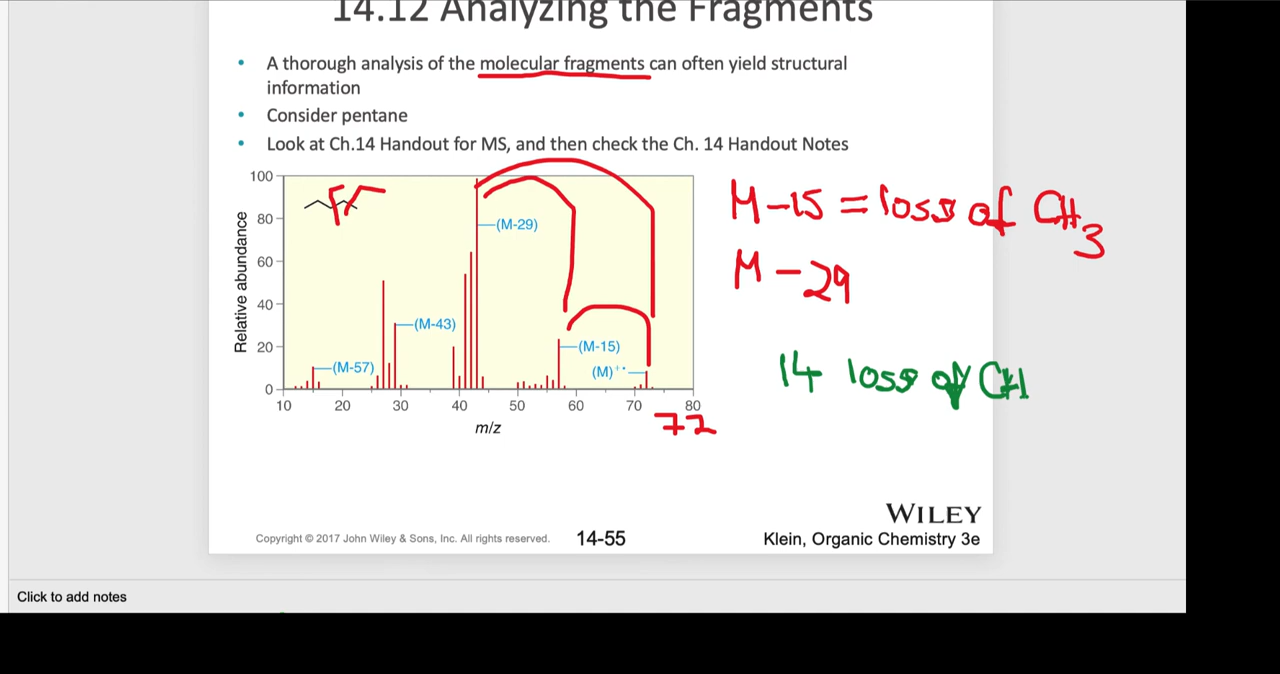 14.12 Analyzing the Fragments
• A thorough analysis of the molecular fragments can often yield structural
information
• Consider pentane
• Look at Ch.14 Handout for MS, and then check the Ch. 14 Handout Notes
100
80
60
40
20
0
Relative abundance
(M-29)
(M-43)
(M-57)
(M-15)
(M)+•
10 20 30 40 50 60 70 80
m/z
72
M-15 = loss of CH3
M-29
14 loss of CH
WILEY
Copyright © 2017 John Wiley & Sons, Inc. All rights reserved.
14-55
Klein, Organic Chemistry 3e
Click to add notes